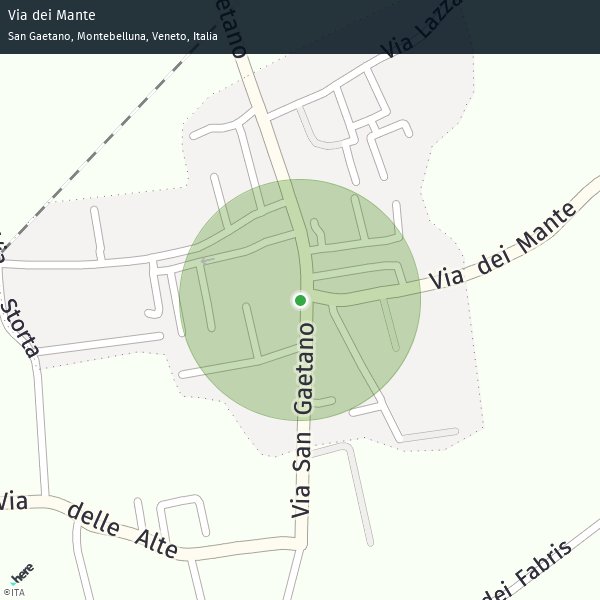 Via dei Mante
San Gaetano, Montebelluna, Veneto, Italia
etano
Via Lazza
Via dei Mante
Storta
Via San Gaetano
Via delle Alte
dei Fabris
here
©ITA